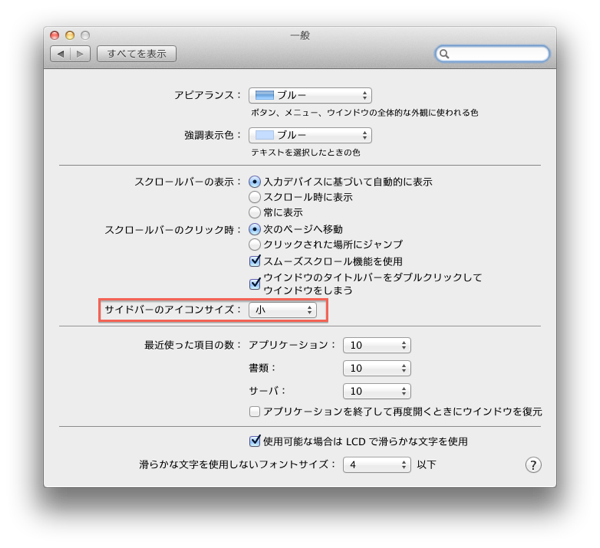 一般
すべてを表示
アピアランス： ブルー
ボタン、メニュー、ウインドウの全体的な外観に使われる色
強調表示色： ブルー
テキストを選択したときの色
スクロールバーの表示： 入力デバイスに基づいて自動的に表示
スクロール時に表示
常に表示
スクロールバーのクリック時： 次のページへ移動
クリックされた場所にジャンプ
スムーズスクロール機能を使用
ウインドウのタイトルバーをダブルクリックして
ウインドウをしまう
サイドバーのアイコンサイズ： 小
最近使った項目の数： アプリケーション： 10
書類： 10
サーバ： 10
アプリケーションを終了して再度開くときにウインドウを復元
使用可能な場合は LCD で滑らかな文字を使用
滑らかな文字を使用しないフォントサイズ： 4 以下 ?